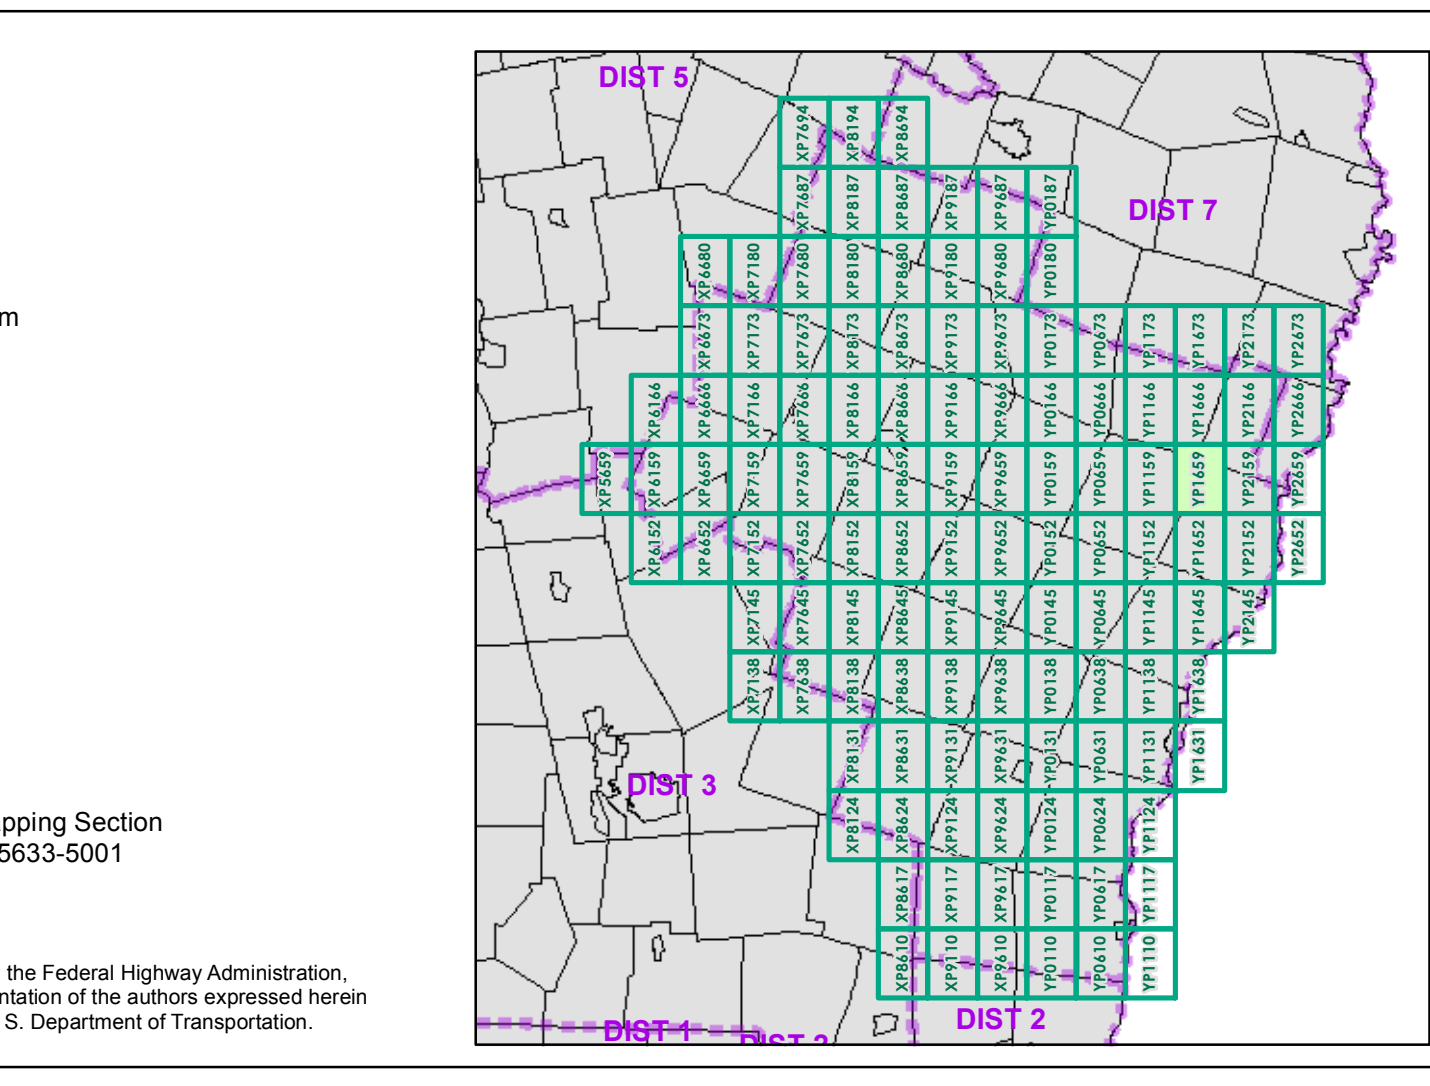 DIST 5
XP7694 XP8194 XP8694
XP7687 XP8187 XP8687 XP9187 XP9687 YP0187
DIST 7
XP6680 XP7180 XP7680 XP8180 XP8680 XP9180 XP9680 YP0180
m
XP6673 XP7173 XP7673 XP8173 XP8673 XP9173 XP9673 YP0173 YP0673 YP1173 YP1673 YP2173 YP2673
XP6166 XP6666 XP7166 XP7666 XP8166 XP8666 XP9166 XP9666 YP0166 YP0666 YP1166 YP1666 YP2166 YP2666
XP5659 XP6159 XP6659 XP7159 XP7659 XP8159 XP8659 XP9159 XP9659 YP0159 YP0659 YP1159 YP1659 YP2159 YP2659
XP6152 XP6652 XP7152 XP7652 XP8152 XP8652 XP9152 XP9652 YP0152 YP0652 YP1152 YP1652 YP2152 YP2652
XP7145 XP7645 XP8145 XP8645 XP9145 XP9645 YP0145 YP0645 YP1145 YP1645 YP2145
XP7138 XP7638 XP8138 XP8638 XP9138 XP9638 YP0138 YP0638 YP1138 YP1638
XP8131 XP8631 XP9131 XP9631 YP0131 YP0631 YP1131 YP1631
DIST 3
XP8124 XP8624 XP9124 XP9624 YP0124 YP0624 YP1124
apping Section
5633-5001
XP8617 XP9117 XP9617 YP0117 YP0617 YP1117
XP8610 XP9110 XP9610 YP0110 YP0610 YP1110
the Federal Highway Administration,
ntation of the authors expressed herein
S. Department of Transportation.
DIST 2
DIST 1
DIST 2